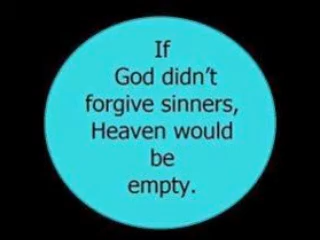 If
God didn't
forgive sinners,
Heaven would
be
empty.